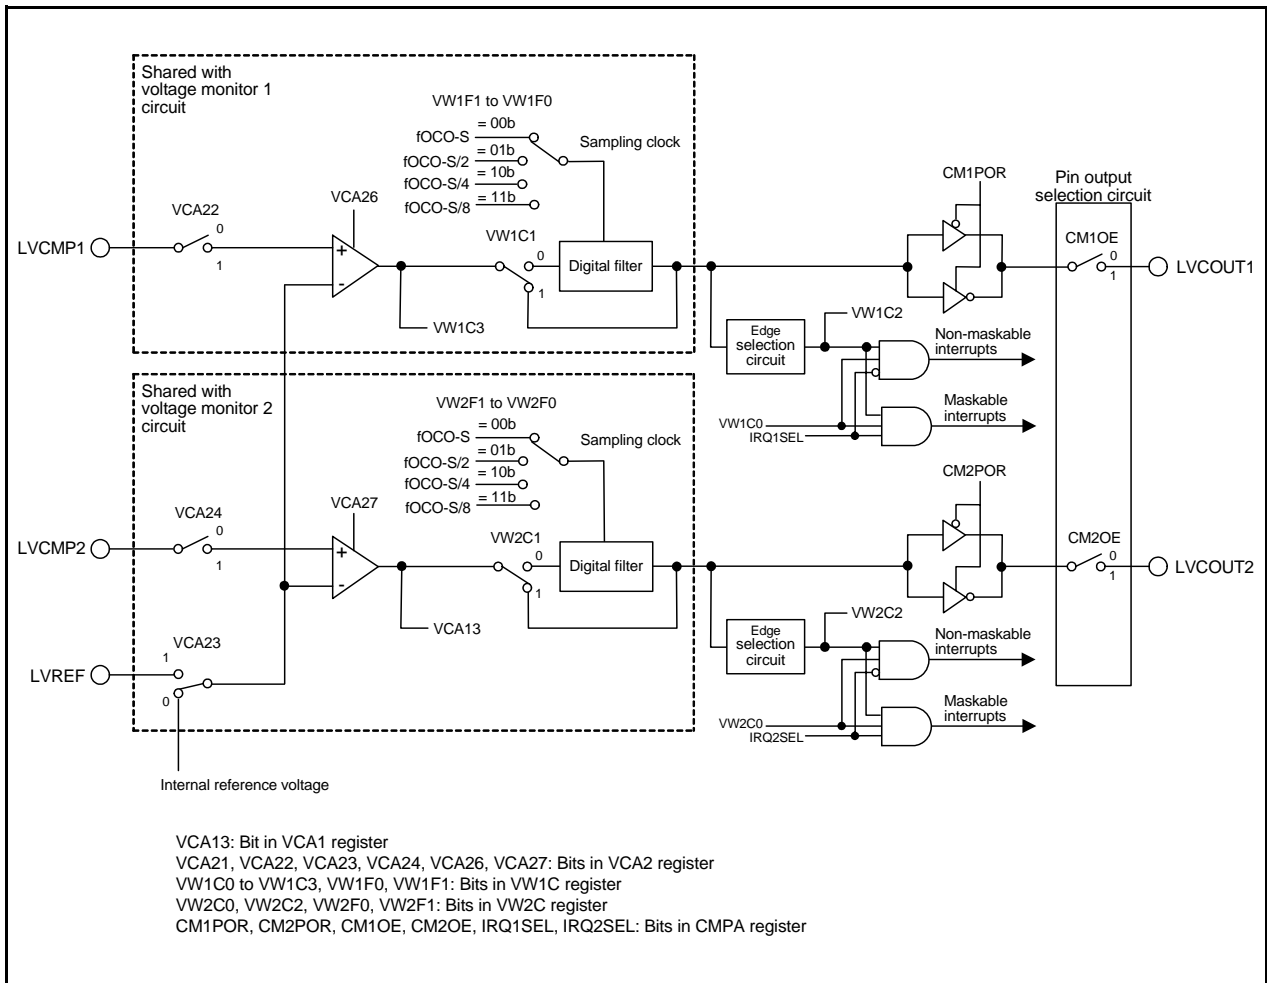 Shared with
voltage monitor 1
circuit
VW1F1 to VW1F0
= 00b
fOCO-S
= 01b
fOCO-S/2
= 10b
fOCO-S/4
= 11b
fOCO-S/8
Sampling clock
VCA22
0
1
VCA26
LVCMP1
+
-
VW1C1
0
1
Digital filter
VW1C3
CM1POR
Pin output
selection circuit
CM1OE
0
1
LVCOUT1
Edge
selection
circuit
VW1C2
Non-maskable
interrupts
Maskable
interrupts
VW1C0
IRQ1SEL
Shared with
voltage monitor 2
circuit
VW2F1 to VW2F0
= 00b
fOCO-S
= 01b
fOCO-S/2
= 10b
fOCO-S/4
= 11b
fOCO-S/8
Sampling clock
VCA24
0
1
VCA27
LVCMP2
+
-
VW2C1
0
1
Digital filter
VCA13
CM2POR
CM2OE
0
1
LVCOUT2
Edge
selection
circuit
VW2C2
Non-maskable
interrupts
Maskable
interrupts
VW2C0
IRQ2SEL
VCA23
1
LVREF
0
Internal reference voltage
VCA13: Bit in VCA1 register
VCA21, VCA22, VCA23, VCA24, VCA26, VCA27: Bits in VCA2 register
VW1C0 to VW1C3, VW1F0, VW1F1: Bits in VW1C register
VW2C0, VW2C2, VW2F0, VW2F1: Bits in VW2C register
CM1POR, CM2POR, CM1OE, CM2OE, IRQ1SEL, IRQ2SEL: Bits in CMPA register